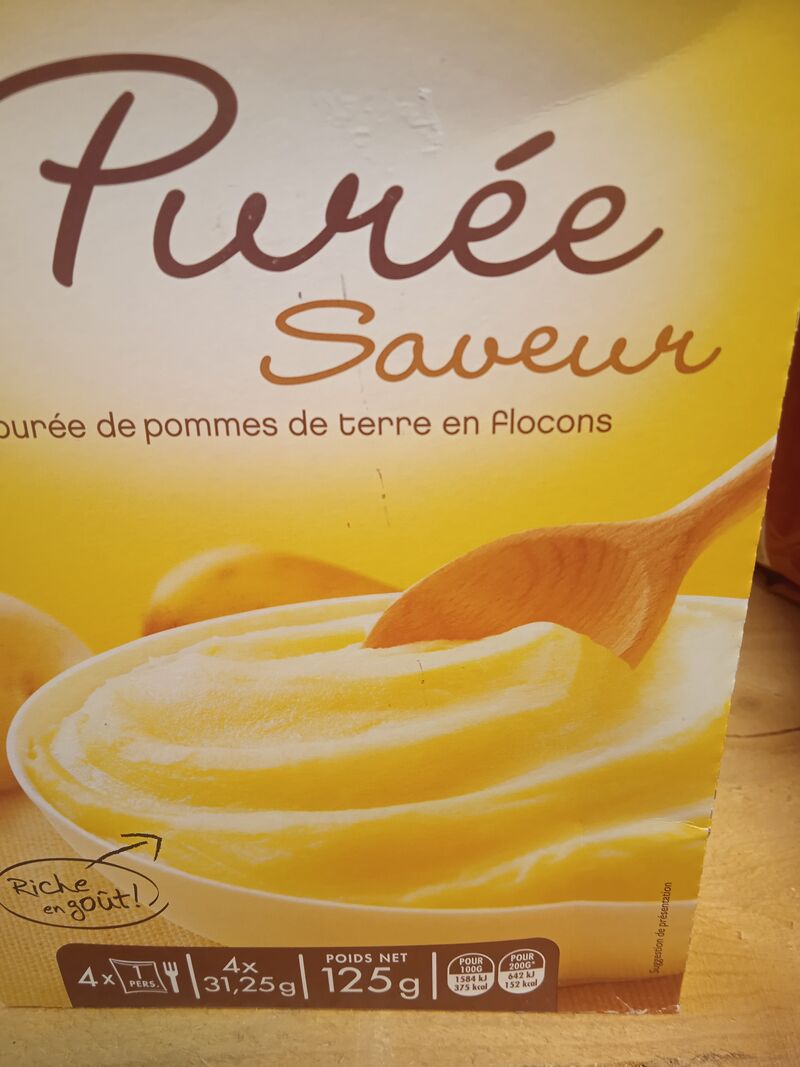 Purée
Saveur
purée de pommes de terre en flocons
Riche
en goût!
4x 1 PERS.
4x
31,25g
POIDS NET
125g
POUR
100G
1584 kJ
375 kcal
POUR
200G*
642 kJ
152 kcal
Suggestion de présentation